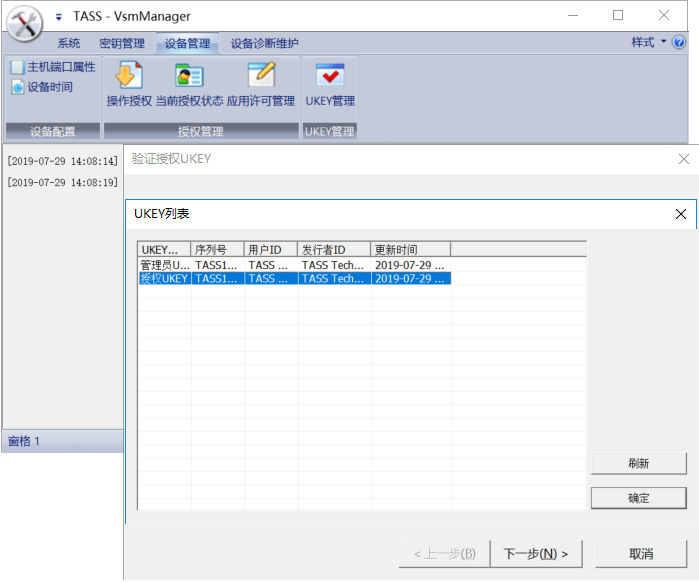 TASS - VsmManager
系统 密钥管理 设备管理 设备诊断维护 样式
主机端口属性
设备时间
操作授权 当前授权状态 应用许可管理 UKEY管理
设备配置 授权管理 UKEY管理
[2019-07-29 14:08:14]
[2019-07-29 14:08:19]
验证授权UKEY
UKEY列表
UKEY... 序列号 用户ID 发行者ID 更新时间
管理员U... TASS1... TASS ... TASS Tech... 2019-07-29 ...
授权UKEY TASS1... TASS ... TASS Tech... 2019-07-29 ...
窗格 1
刷新
确定
< 上一步(B) 下一步(N) > 取消